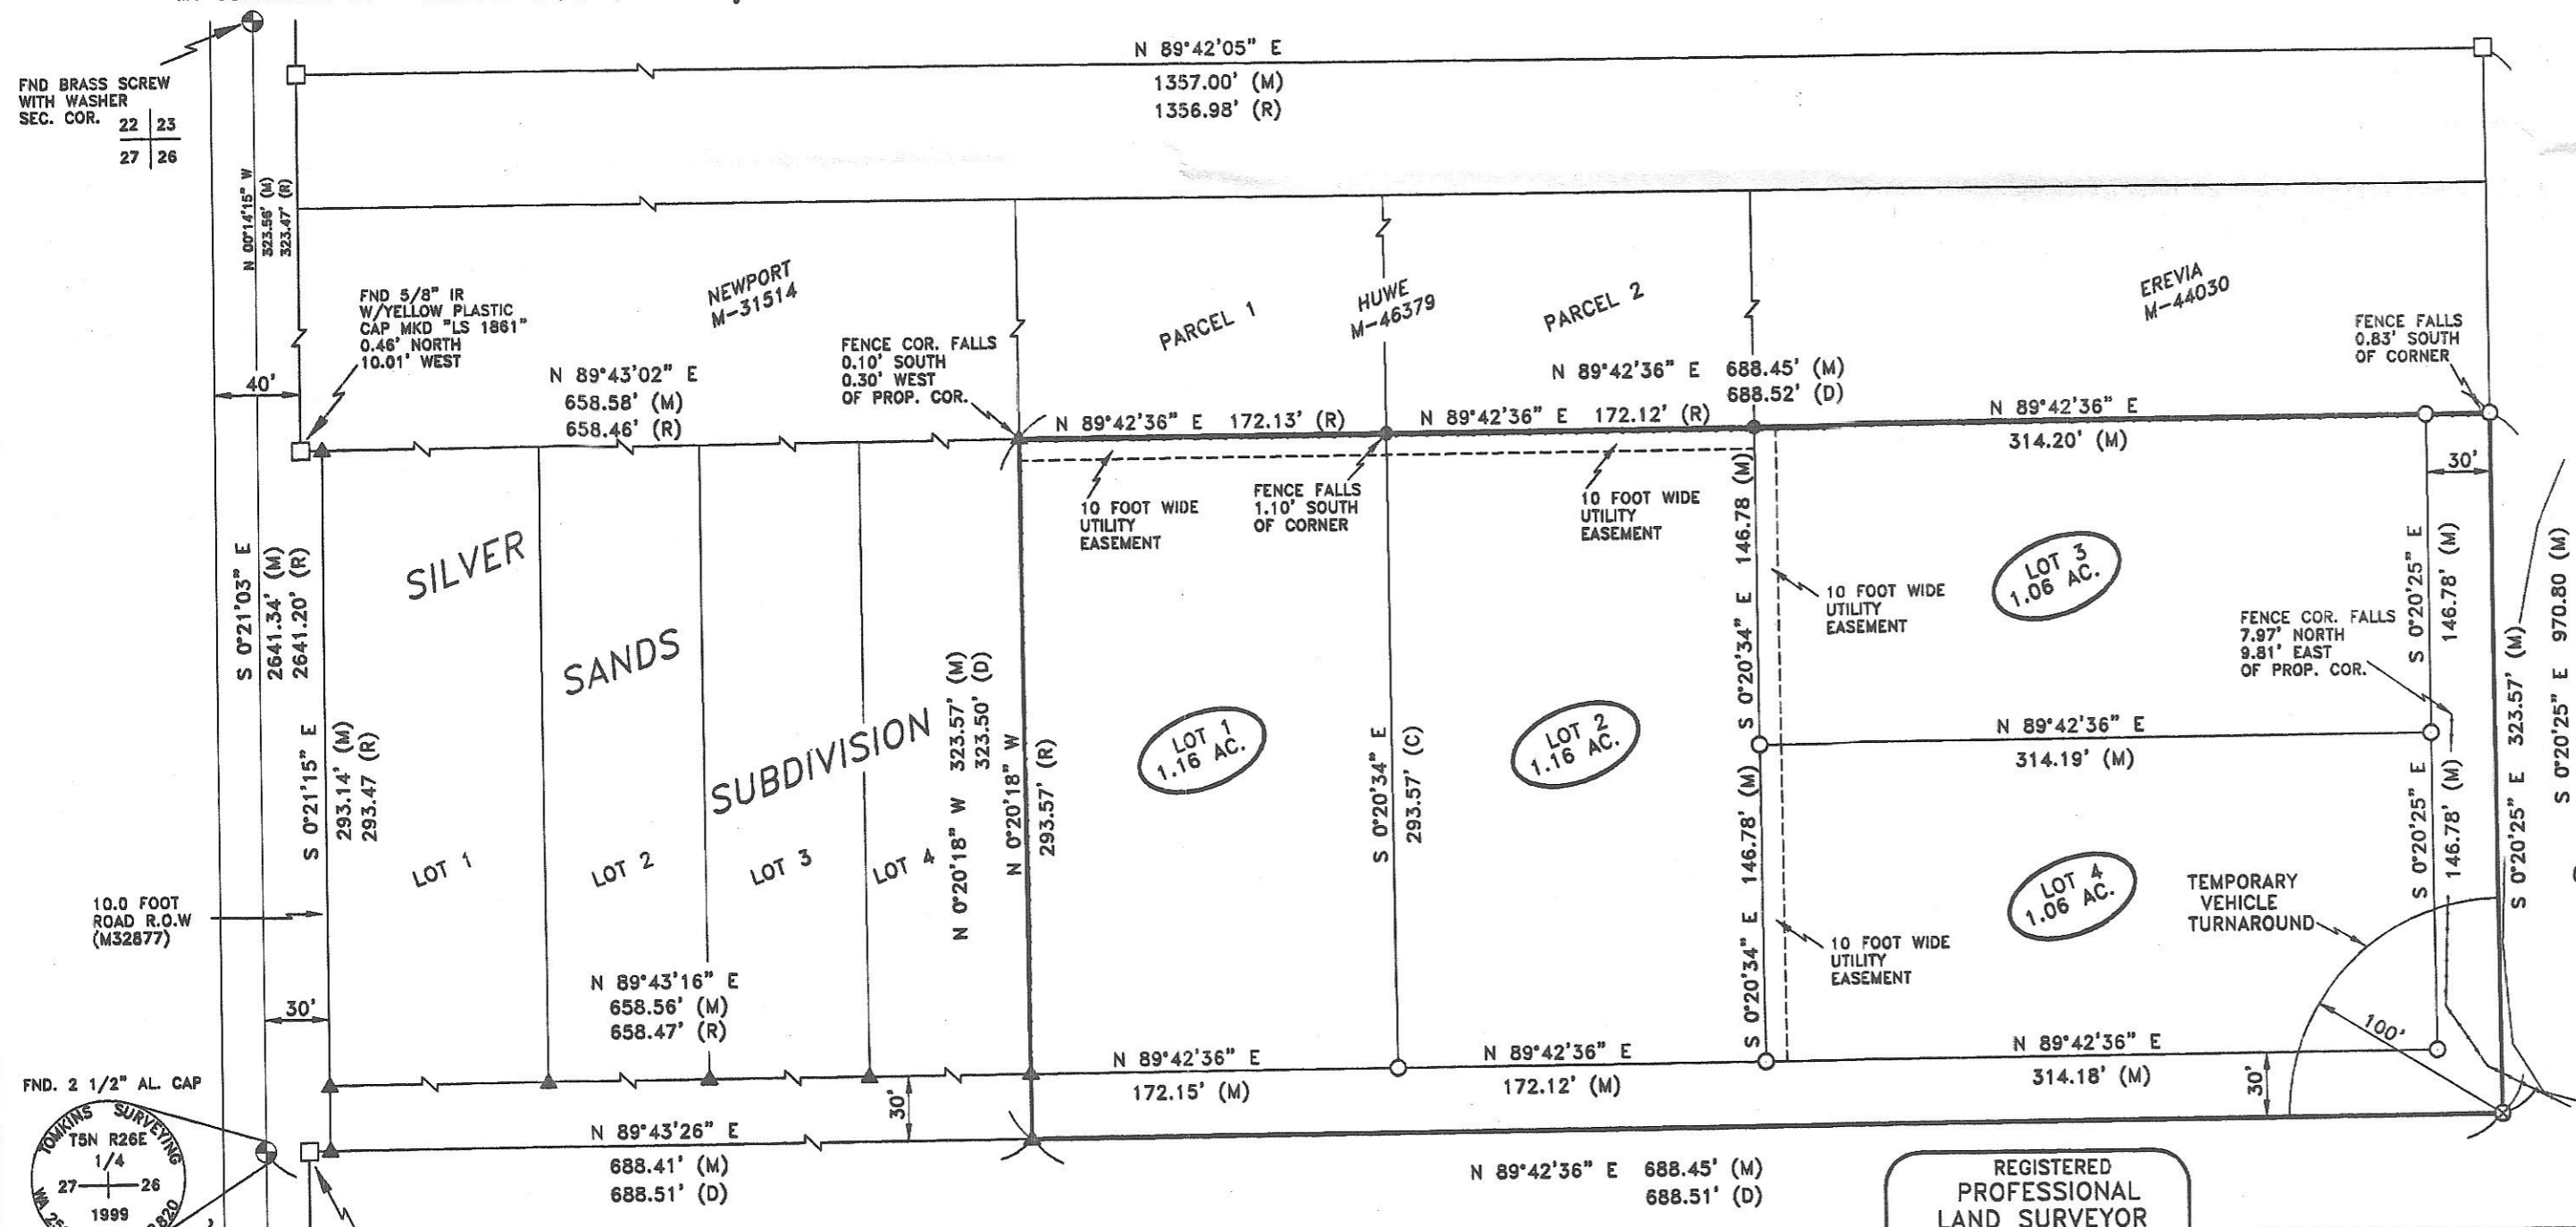 N 89°42'05" E
1357.00' (M)
1356.98' (R)
FND BRASS SCREW
WITH WASHER
SEC. COR.
22 23
27 26
N 00°14'15" W
323.56' (M)
323.47' (R)
FND 5/8" IR
W/YELLOW PLASTIC
CAP MKD "LS 1861"
0.46' NORTH
10.01' WEST
40'
NEWPORT
M-31514
N 89°43'02" E
658.58' (M)
658.46' (R)
FENCE COR. FALLS
0.10' SOUTH
0.30' WEST
OF PROP. COR.
PARCEL 1
HUWE
M-46379
PARCEL 2
EREVIA
M-44030
FENCE FALLS
0.83' SOUTH
OF CORNER
N 89°42'36" E 688.45' (M)
688.52' (D)
N 89°42'36" E 172.13' (R)
N 89°42'36" E 172.12' (R)
N 89°42'36" E
314.20' (M)
30'
10 FOOT WIDE
UTILITY
EASEMENT
FENCE FALLS
1.10' SOUTH
OF CORNER
10 FOOT WIDE
UTILITY
EASEMENT
S 0°21'03" E
2641.34' (M)
2641.20' (R)
S 0°21'15" E
293.14' (M)
293.47 (R)
SILVER
SANDS
SUBDIVISION
LOT 1
LOT 2
LOT 3
LOT 4
N 0°20'18" W 323.57' (M)
323.50' (D)
N 0°20'18" W
293.57' (R)
LOT 1
1.16 AC.
S 0°20'34" E
293.57' (C)
LOT 2
1.16 AC.
S 0°20'34" E 146.78 (M)
10 FOOT WIDE
UTILITY
EASEMENT
LOT 3
1.06 AC.
S 0°20'25" E
146.78' (M)
FENCE COR. FALLS
7.97' NORTH
9.81' EAST
OF PROP. COR.
S 0°20'25" E 323.57' (M)
S 0°20'25" E 970.80 (M)
N 89°42'36" E
314.19' (M)
S 0°20'34" E 146.78' (M)
10 FOOT WIDE
UTILITY
EASEMENT
LOT 4
1.06 AC.
S 0°20'25" E
146.78' (M)
TEMPORARY
VEHICLE
TURNAROUND
100'
10.0 FOOT
ROAD R.O.W
(M32877)
30'
N 89°43'16" E
658.56' (M)
658.47' (R)
N 89°42'36" E
172.15' (M)
N 89°42'36" E
172.12' (M)
N 89°42'36" E
314.18' (M)
30'
30'
FND. 2 1/2" AL. CAP
TOMKINS SURVEYING
T5N R26E
1/4
27 26
1999
N 89°43'26" E
688.41' (M)
688.51' (D)
N 89°42'36" E 688.45' (M)
688.51' (D)
REGISTERED
PROFESSIONAL
LAND SURVEYOR